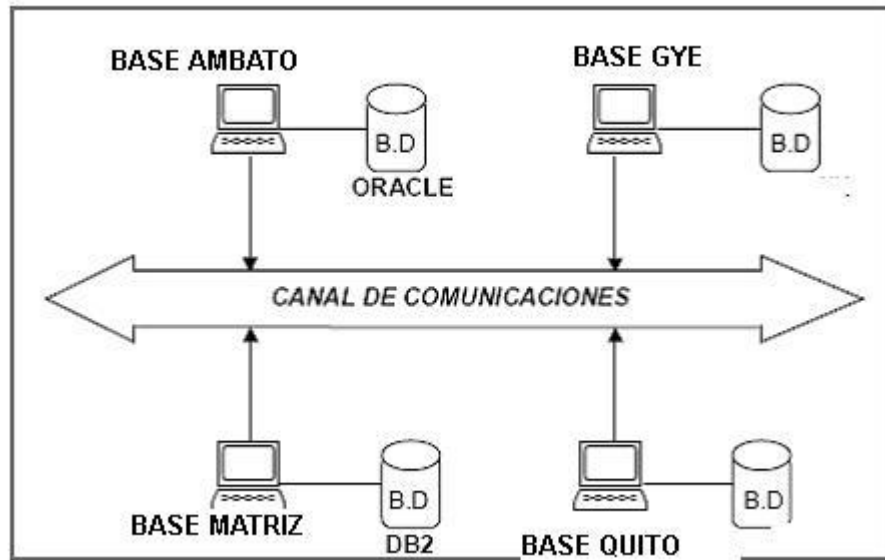 BASE AMBATO
BASE GYE
B.D
B.D
ORACLE
CANAL DE COMUNICACIONES
B.D
B.D
BASE MATRIZ
DB2
BASE QUITO